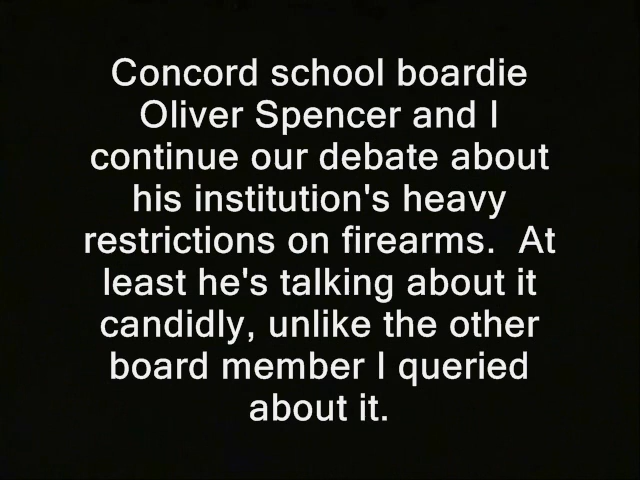 Concord school boardie
Oliver Spencer and I
continue our debate about
his institution's heavy
restrictions on firearms.  At
least he's talking about it
candidly, unlike the other
board member I queried
about it.